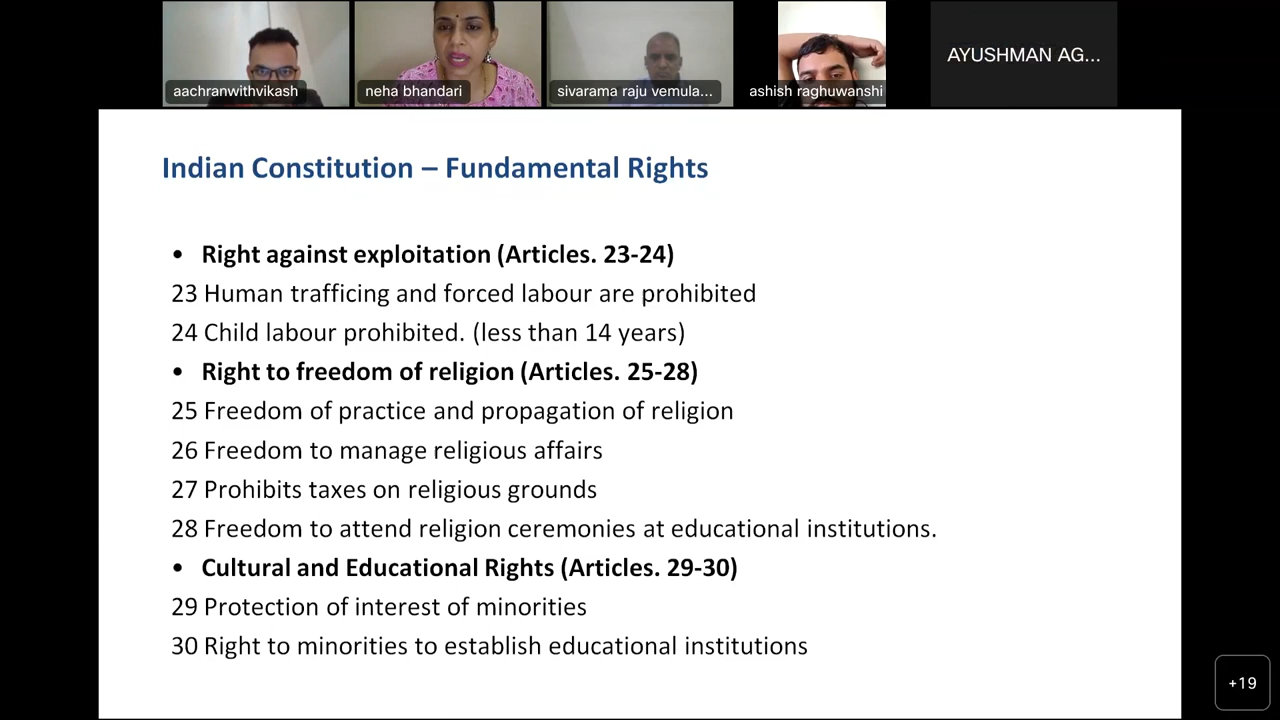 aachranwithvikash
neha bhandari
sivarama raju vemula...
ashish raghuwanshi
AYUSHMAN AG...
Indian Constitution – Fundamental Rights
• Right against exploitation (Articles. 23-24)
23 Human trafficing and forced labour are prohibited
24 Child labour prohibited. (less than 14 years)
• Right to freedom of religion (Articles. 25-28)
25 Freedom of practice and propagation of religion
26 Freedom to manage religious affairs
27 Prohibits taxes on religious grounds
28 Freedom to attend religion ceremonies at educational institutions.
• Cultural and Educational Rights (Articles. 29-30)
29 Protection of interest of minorities
30 Right to minorities to establish educational institutions
+19